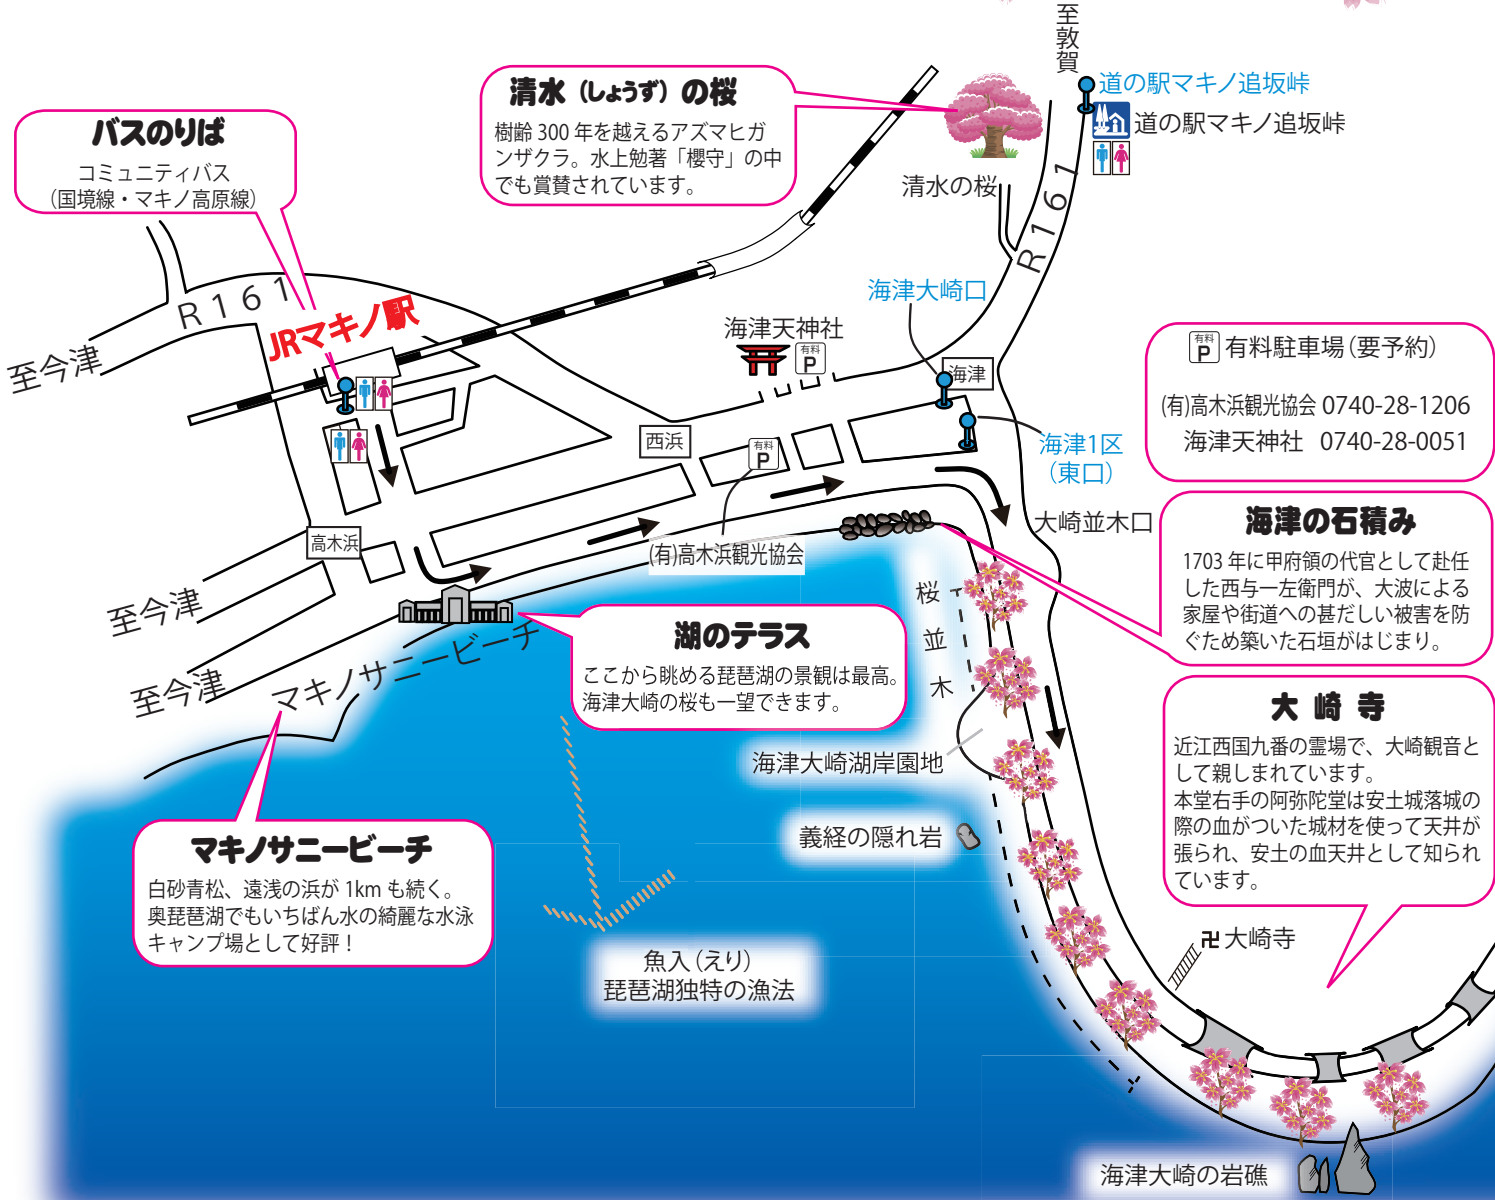 至敦賀
道の駅マキノ追坂峠
道の駅マキノ追坂峠
清水（しょうず）の桜
樹齢 300 年を越えるアズマヒガ
ンザクラ。水上勉著「櫻守」の中
でも賞賛されています。
清水の桜
R161
バスのりば
コミュニティバス
（国境線・マキノ高原線）
R161
至今津
JRマキノ駅
海津大崎口
海津天神社
有料
P
海津
西浜
有料
P
海津1区
（東口）
有料
P
有料駐車場（要予約）
(有)高木浜観光協会 0740-28-1206
海津天神社 0740-28-0051
大崎並木口
高木浜
(有)高木浜観光協会
海津の石積み
1703 年に甲府領の代官として赴任
した西与一左衛門が、大波による
家屋や街道への甚だしい被害を防
ぐため築いた石垣がはじまり。
至今津
至今津
マキノサニービーチ
湖のテラス
ここから眺める琵琶湖の景観は最高。
海津大崎の桜も一望できます。
桜並木
海津大崎湖岸園地
大崎寺
近江西国九番の霊場で、大崎観音と
して親しまれています。
本堂右手の阿弥陀堂は安土城落城の
際の血がついた城材を使って天井が
張られ、安土の血天井として知られ
ています。
義経の隠れ岩
マキノサニービーチ
白砂青松、遠浅の浜が 1km も続く。
奥琵琶湖でもいちばん水の綺麗な水泳
キャンプ場として好評！
卍大崎寺
魚入（えり）
琵琶湖独特の漁法
海津大崎の岩礁